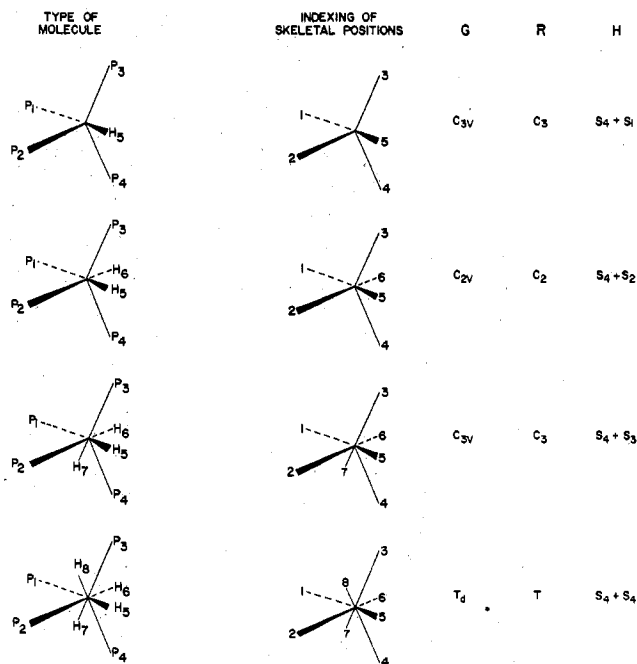 TYPE OF MOLECULE
INDEXING OF SKELETAL POSITIONS
G
R
H
P3
P1
H5
P2
P4
3
1
5
2
4
C3V
C3
S4 + S1
P3
P1
H6
H5
P2
P4
3
1
6
5
2
4
C2V
C2
S4 + S2
P3
P1
H6
H5
P2
H7
P4
3
1
6
5
2
7
4
C3V
C3
S4 + S3
P3
H8
P1
H6
H5
P2
H7
P4
3
8
1
6
5
2
7
4
Td
T
S4 + S4